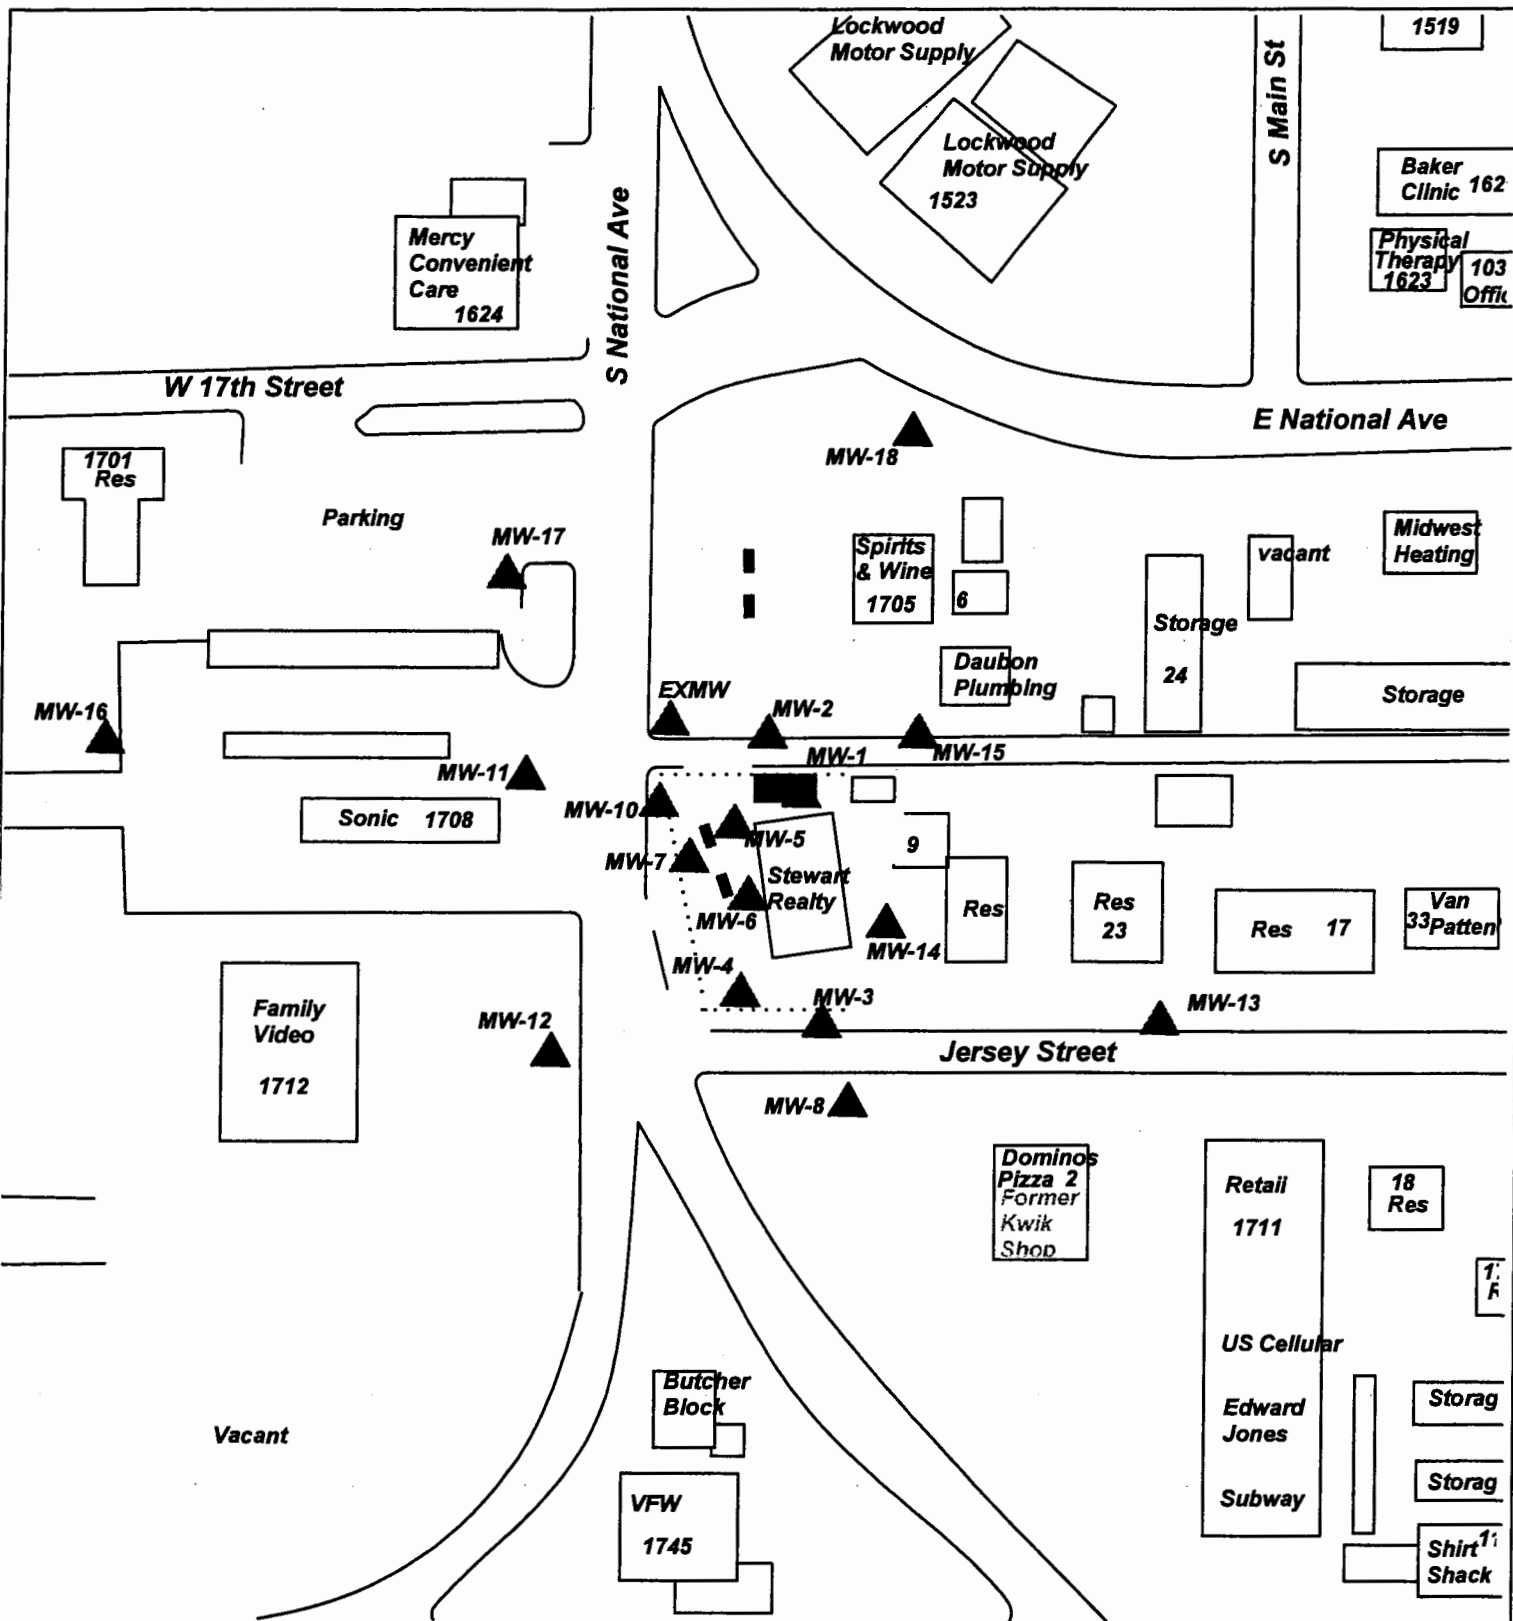 Lockwood
Motor Supply
1519
S Main St
Lockwood
Motor Supply
1523
Baker
Clinic 162
Physical
Therapy
1623
103
Mercy
Convenient
Care
1624
S National Ave
W 17th Street
E National Ave
MW-18
1701
Res
Parking
MW-17
Spirits
& Wine
1705
6
vacant
Midwest
Heating
Storage
24
Daubon
Plumbing
Storage
EXMW
MW-2
MW-16
MW-1
MW-15
MW-11
MW-10
Sonic 1708
MW-5
9
MW-7
Stewart
Realty
MW-6
Res
Res
23
Res 17
33 Van
Patten
MW-14
MW-4
MW-3
MW-13
Family
Video
1712
MW-12
Jersey Street
MW-8
Dominos
Pizza 2
Former
Kwik
Shop
Retail
1711
18
Res
US Cellular
Butcher
Block
Edward
Jones
Storag
Vacant
Storag
Subway
VFW
1745
Shirt
Shack